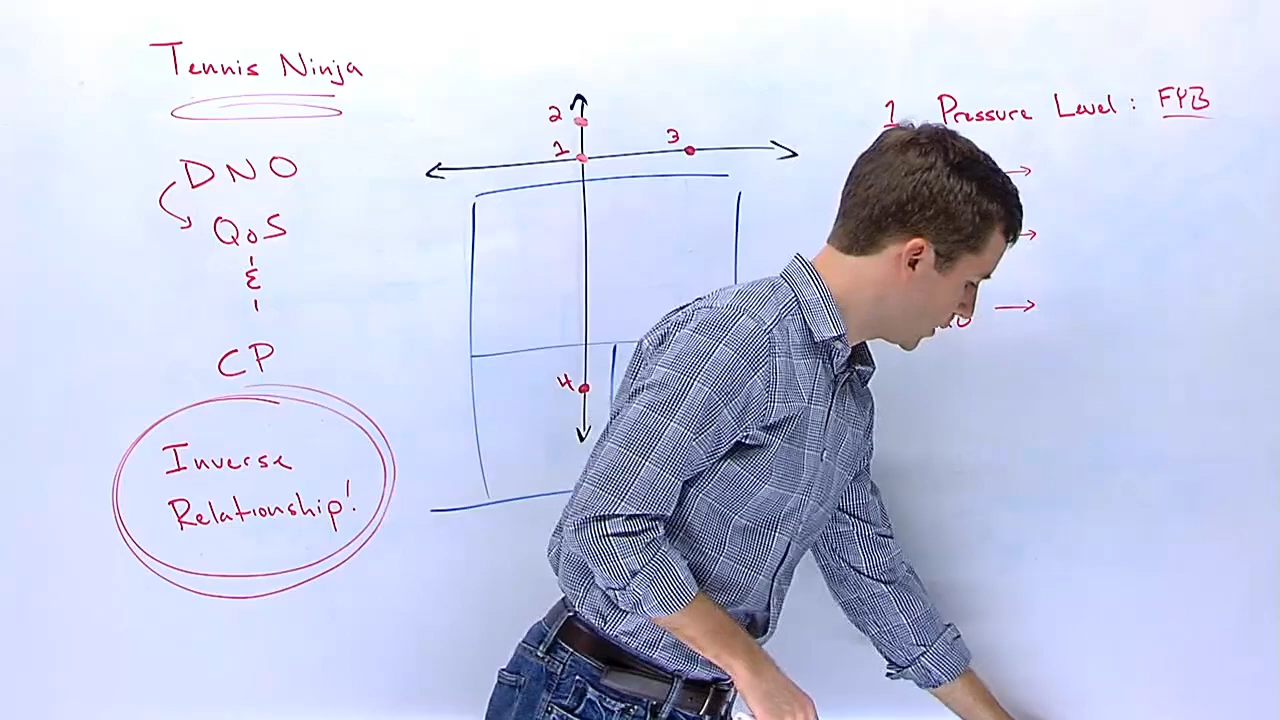 Tennis Ninja
DNO
QoS
&
CP
Inverse
Relationship!
2
1
3
4
1. Pressure Level: FYB